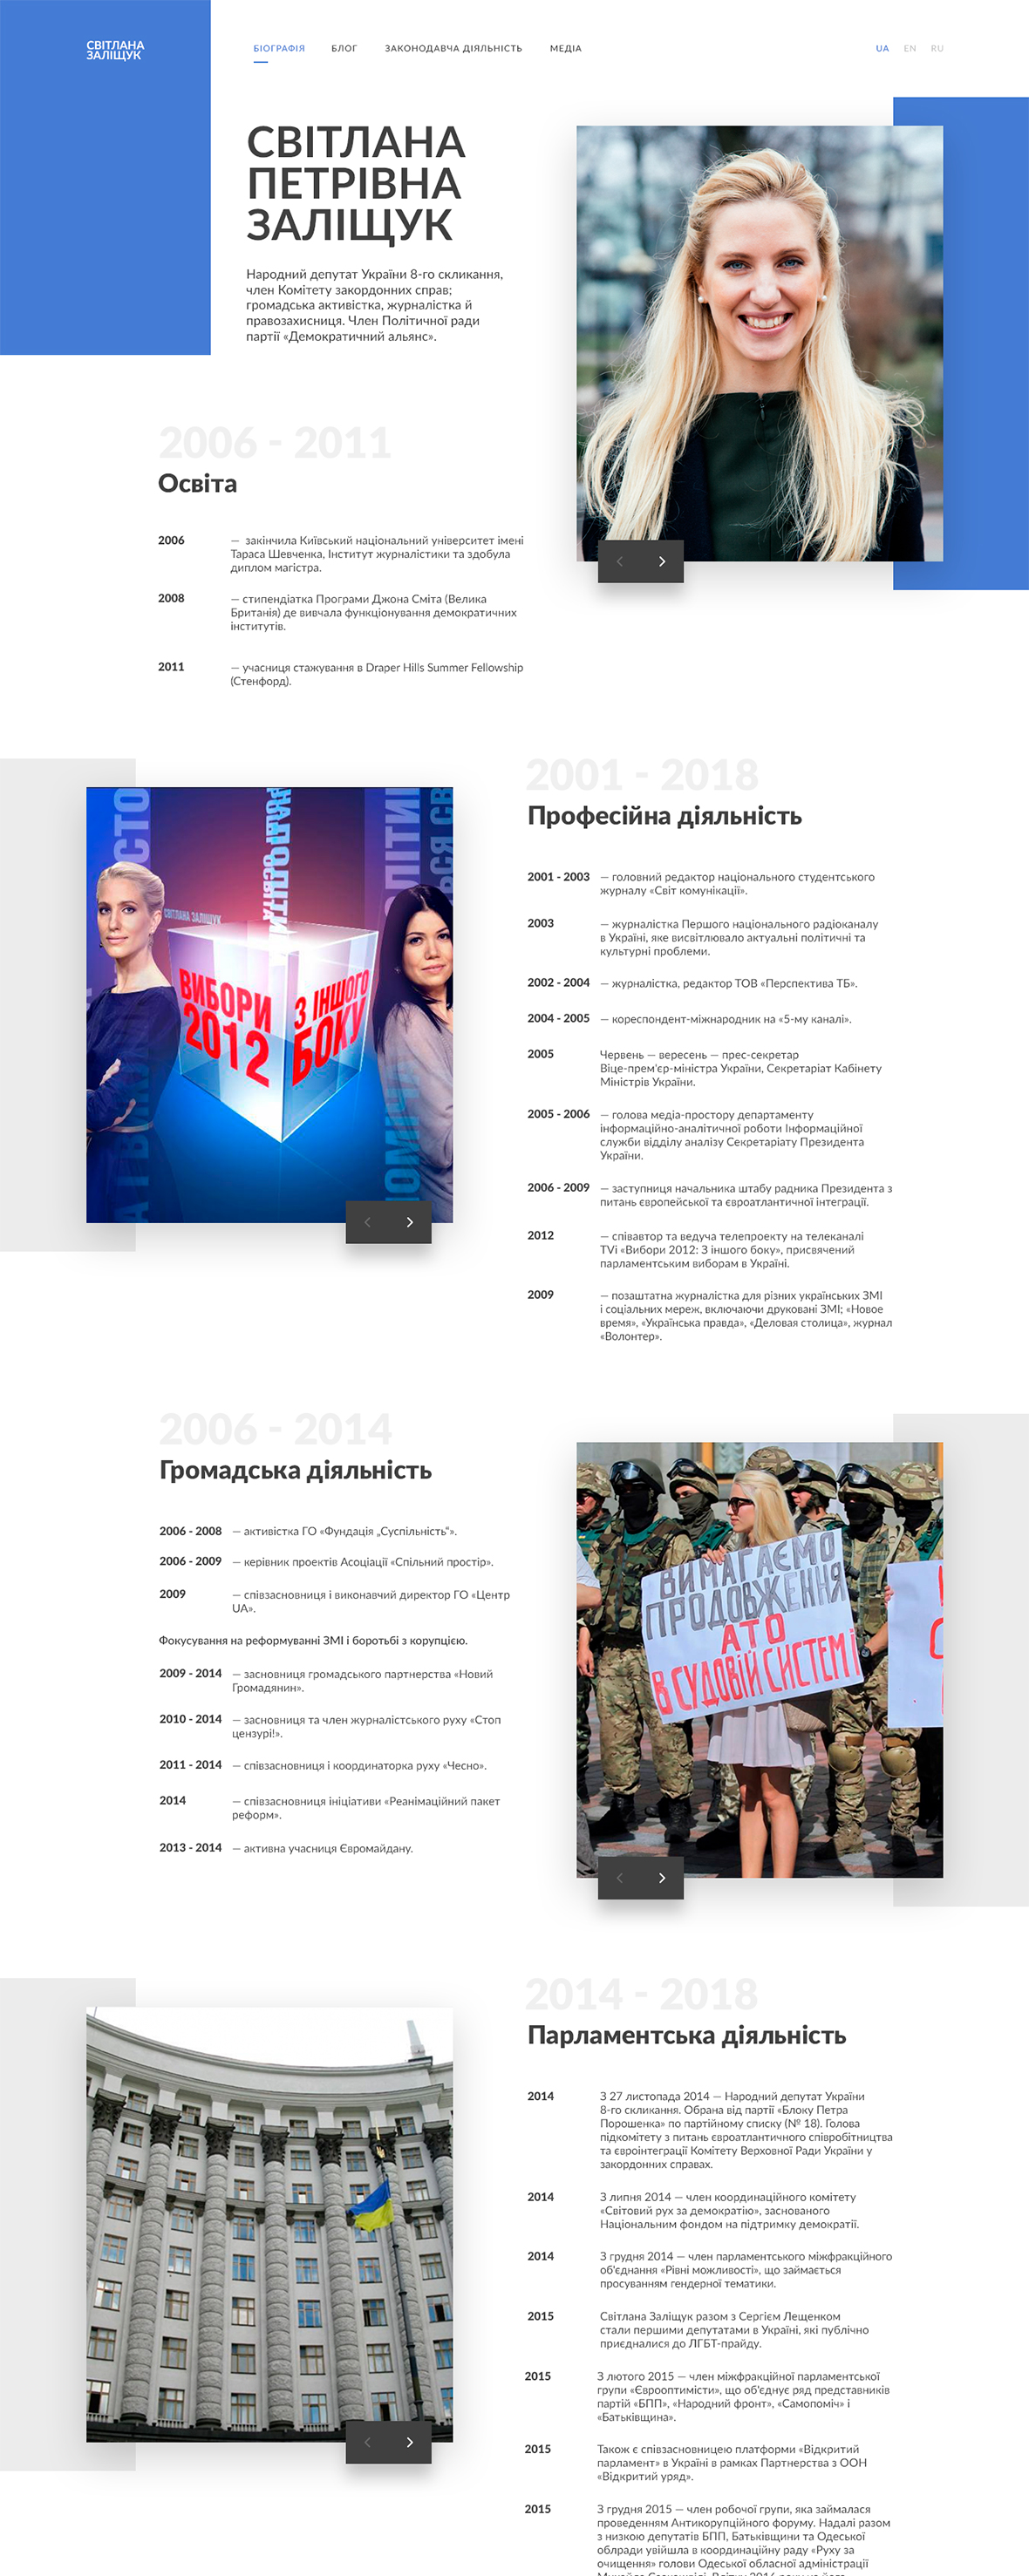 СВІТЛАНА
ЗАЛІЩУК
БІОГРАФІЯ
БЛОГ
ЗАКОНОДАВЧА ДІЯЛЬНІСТЬ
МЕДІА
UA
EN
RU
СВІТЛАНА
ПЕТРІВНА
ЗАЛІЩУК
Народний депутат України 8-го скликання,
член Комітету закордонних справ;
громадська активістка, журналістка й
правозахисниця. Член Політичної ради
партії «Демократичний альянс».
2006 - 2011
Освіта
2006
— закінчила Київський національний університет імені
Тараса Шевченка, Інститут журналістики та здобула
диплом магістра.
2008
— стипендіатка Програми Джона Сміта (Велика
Британія) де вивчала функціонування демократичних
інститутів.
2011
— учасниця стажування в Draper Hills Summer Fellowship
(Стенфорд).
СВІТЛАНА ЗАЛІЩУК
ВИБОРИ
2012
З ІНШОГО
БОКУ
2001 - 2018
Професійна діяльність
2001 - 2003
— головний редактор національного студентського
журналу «Світ комунікації».
2003
— журналістка Першого національного радіоканалу
в Україні, яке висвітлювало актуальні політичні та
культурні проблеми.
2002 - 2004
— журналістка, редактор ТОВ «Перспектива ТБ».
2004 - 2005
— кореспондент-міжнародник на «5-му каналі».
2005
Червень — вересень — прес-секретар
Віце-прем'єр-міністра України, Секретаріат Кабінету
Міністрів України.
2005 - 2006
— голова медіа-простору департаменту
інформаційно-аналітичної роботи Інформаційної
служби відділу аналізу Секретаріату Президента
України.
2006 - 2009
— заступниця начальника штабу радника Президента з
питань європейської та євроатлантичної інтеграції.
2012
— співавтор та ведуча телепроекту на телеканалі
TVi «Вибори 2012: З іншого боку», присвячений
парламентським виборам в Україні.
2009
— позаштатна журналістка для різних українських ЗМІ
і соціальних мереж, включаючи друковані ЗМІ; «Новое
время», «Українська правда», «Деловая столица», журнал
«Волонтер».
2006 - 2014
Громадська діяльність
2006 - 2008
— активістка ГО «Фундація „Суспільність“».
2006 - 2009
— керівник проектів Асоціації «Спільний простір».
2009
— співзасновниця і виконавчий директор ГО «Центр
UA».
Фокусування на реформуванні ЗМІ і боротьбі з корупцією.
2009 - 2014
— засновниця громадського партнерства «Новий
Громадянин».
2010 - 2014
— засновниця та член журналістського руху «Стоп
цензурі!».
2011 - 2014
— співзасновниця і координаторка руху «Чесно».
2014
— співзасновниця ініціативи «Реанімаційний пакет
реформ».
2013 - 2014
— активна учасниця Євромайдану.
ВИМАГАЄМО
ПРОДОВЖЕННЯ
АТО
В СУДОВІЙ СИСТЕМІ
2014 - 2018
Парламентська діяльність
2014
З 27 листопада 2014 — Народний депутат України
8-го скликання. Обрана від партії «Блоку Петра
Порошенка» по партійному списку (№ 18). Голова
підкомітету з питань євроатлантичного співробітництва
та євроінтеграції Комітету Верховної Ради України у
закордонних справах.
2014
З липня 2014 — член координаційного комітету
«Світовий рух за демократію», заснованого
Національним фондом на підтримку демократії.
2014
З грудня 2014 — член парламентського міжфракційного
об'єднання «Рівні можливості», що займається
просуванням гендерної тематики.
2015
Світлана Заліщук разом з Сергієм Лещенком
стали першими депутатами в Україні, які публічно
приєдналися до ЛГБТ-прайду.
2015
З лютого 2015 — член міжфракційної парламентської
групи «Єврооптимісти», що об'єднує ряд представників
партій «БПП», «Народний фронт», «Самопоміч» і
«Батьківщина».
2015
Також є співзасновницею платформи «Відкритий
парламент» в Україні в рамках Партнерства з ООН
«Відкритий уряд».
2015
З грудня 2015 — член робочої групи, яка займалася
проведенням Антикорупційного форуму. Надалі разом
з низкою депутатів БПП, Батьківщини та Одеської
облради увійшла в координаційну раду «Руху за
очищення» голови Одеської обласної адміністрації